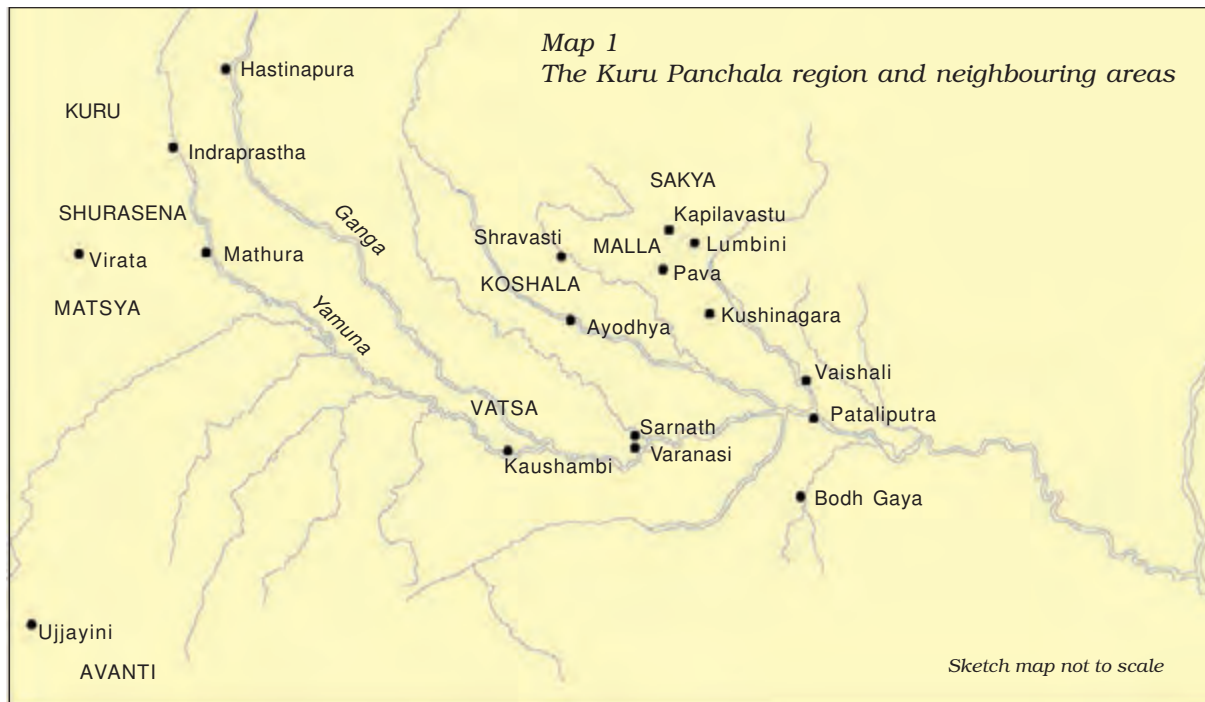 Map 1
The Kuru Panchala region and neighbouring areas
Hastinapura
KURU
Indraprastha
SHURASENA
Virata
Mathura
MATSYA
Ganga
Yamuna
SAKYA
Kapilavastu
Shravasti
MALLA
Lumbini
KOSHALA
Pava
Ayodhya
Kushinagara
Vaishali
VATSA
Pataliputra
Sarnath
Kaushambi
Varanasi
Bodh Gaya
Ujjayini
AVANTI
Sketch map not to scale